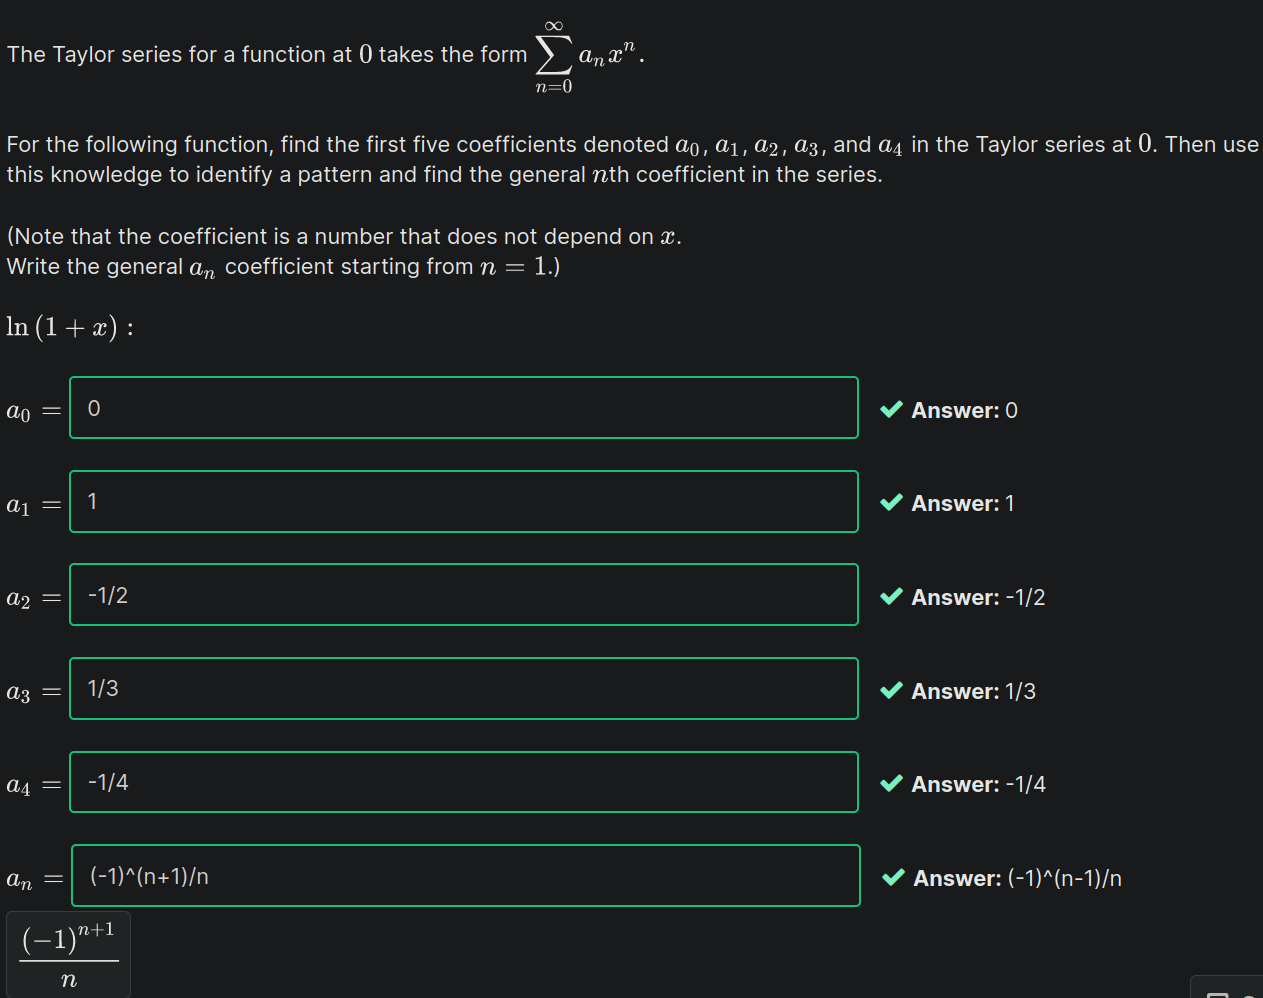 The Taylor series for a function at 0 takes the form $\sum_{n=0}^{\infty} a_n x^n$.
For the following function, find the first five coefficients denoted $a_0$, $a_1$, $a_2$, $a_3$, and $a_4$ in the Taylor series at 0. Then use
this knowledge to identify a pattern and find the general $n$th coefficient in the series.
(Note that the coefficient is a number that does not depend on $x$.
Write the general $a_n$ coefficient starting from $n = 1$.)
$\ln(1+x)$ :
$a_0$ = 0 ✔ Answer: 0
$a_1$ = 1 ✔ Answer: 1
$a_2$ = -1/2 ✔ Answer: -1/2
$a_3$ = 1/3 ✔ Answer: 1/3
$a_4$ = -1/4 ✔ Answer: -1/4
$a_n$ = (-1)^(n+1)/n ✔ Answer: (-1)^(n-1)/n
$\frac{(-1)^{n+1}}{n}$